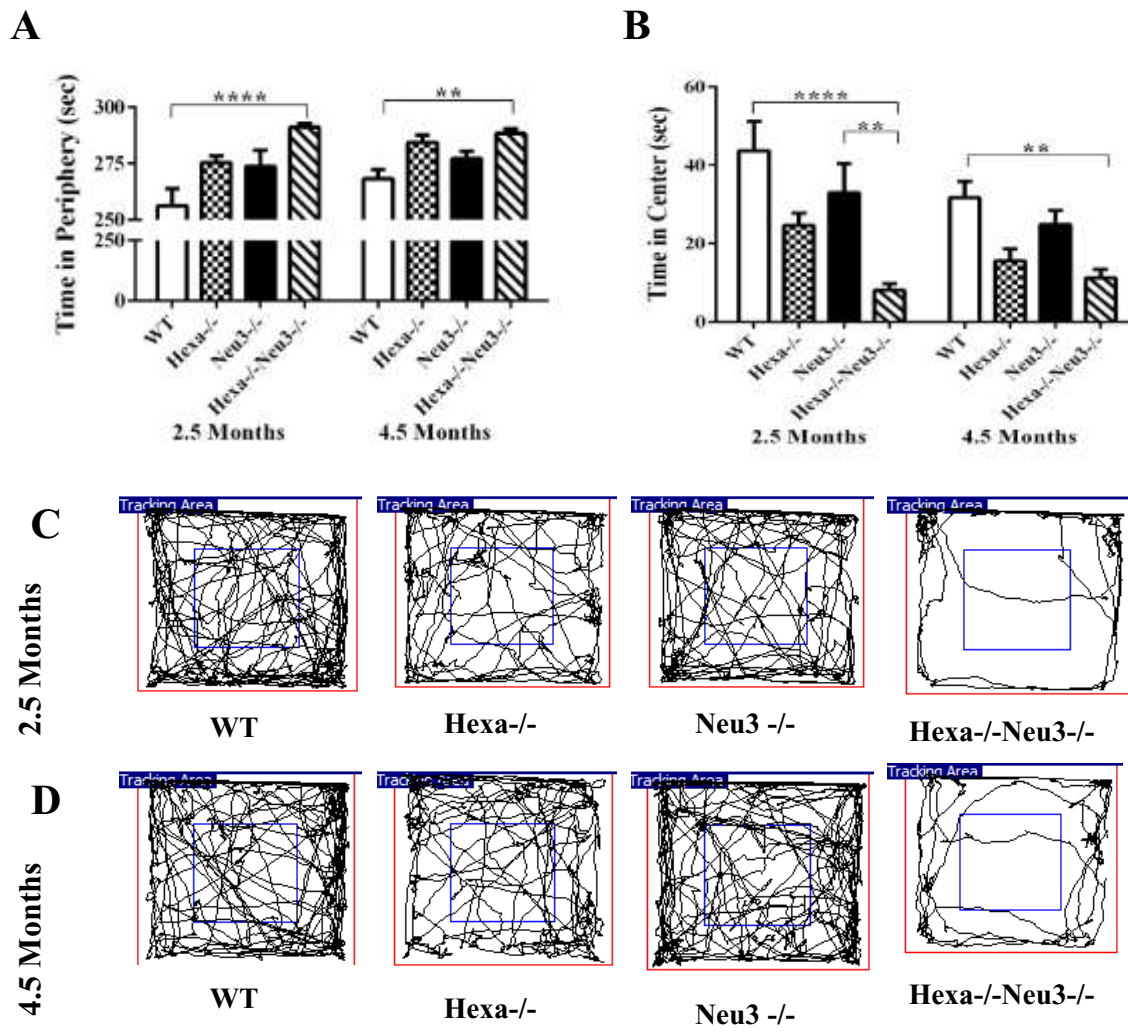 A
B
Time in Periphery (sec)
300
275
250
250
0
****
**
WT
Hexa-/-
Neu3-/-
Hexa-/-Neu3-/-
WT
Hexa-/-
Neu3-/-
Hexa-/-Neu3-/-
2.5 Months
4.5 Months
Time in Center (sec)
60
40
20
0
****
**
**
WT
Hexa-/-
Neu3-/-
Hexa-/-Neu3-/-
WT
Hexa-/-
Neu3-/-
Hexa-/-Neu3-/-
2.5 Months
4.5 Months
C
2.5 Months
Tracking Area
Tracking Area
Tracking Area
Tracking Area
WT
Hexa-/-
Neu3 -/-
Hexa-/-Neu3-/-
D
4.5 Months
Tracking Area
Tracking Area
Tracking Area
Tracking Area
WT
Hexa-/-
Neu3 -/-
Hexa-/-Neu3-/-